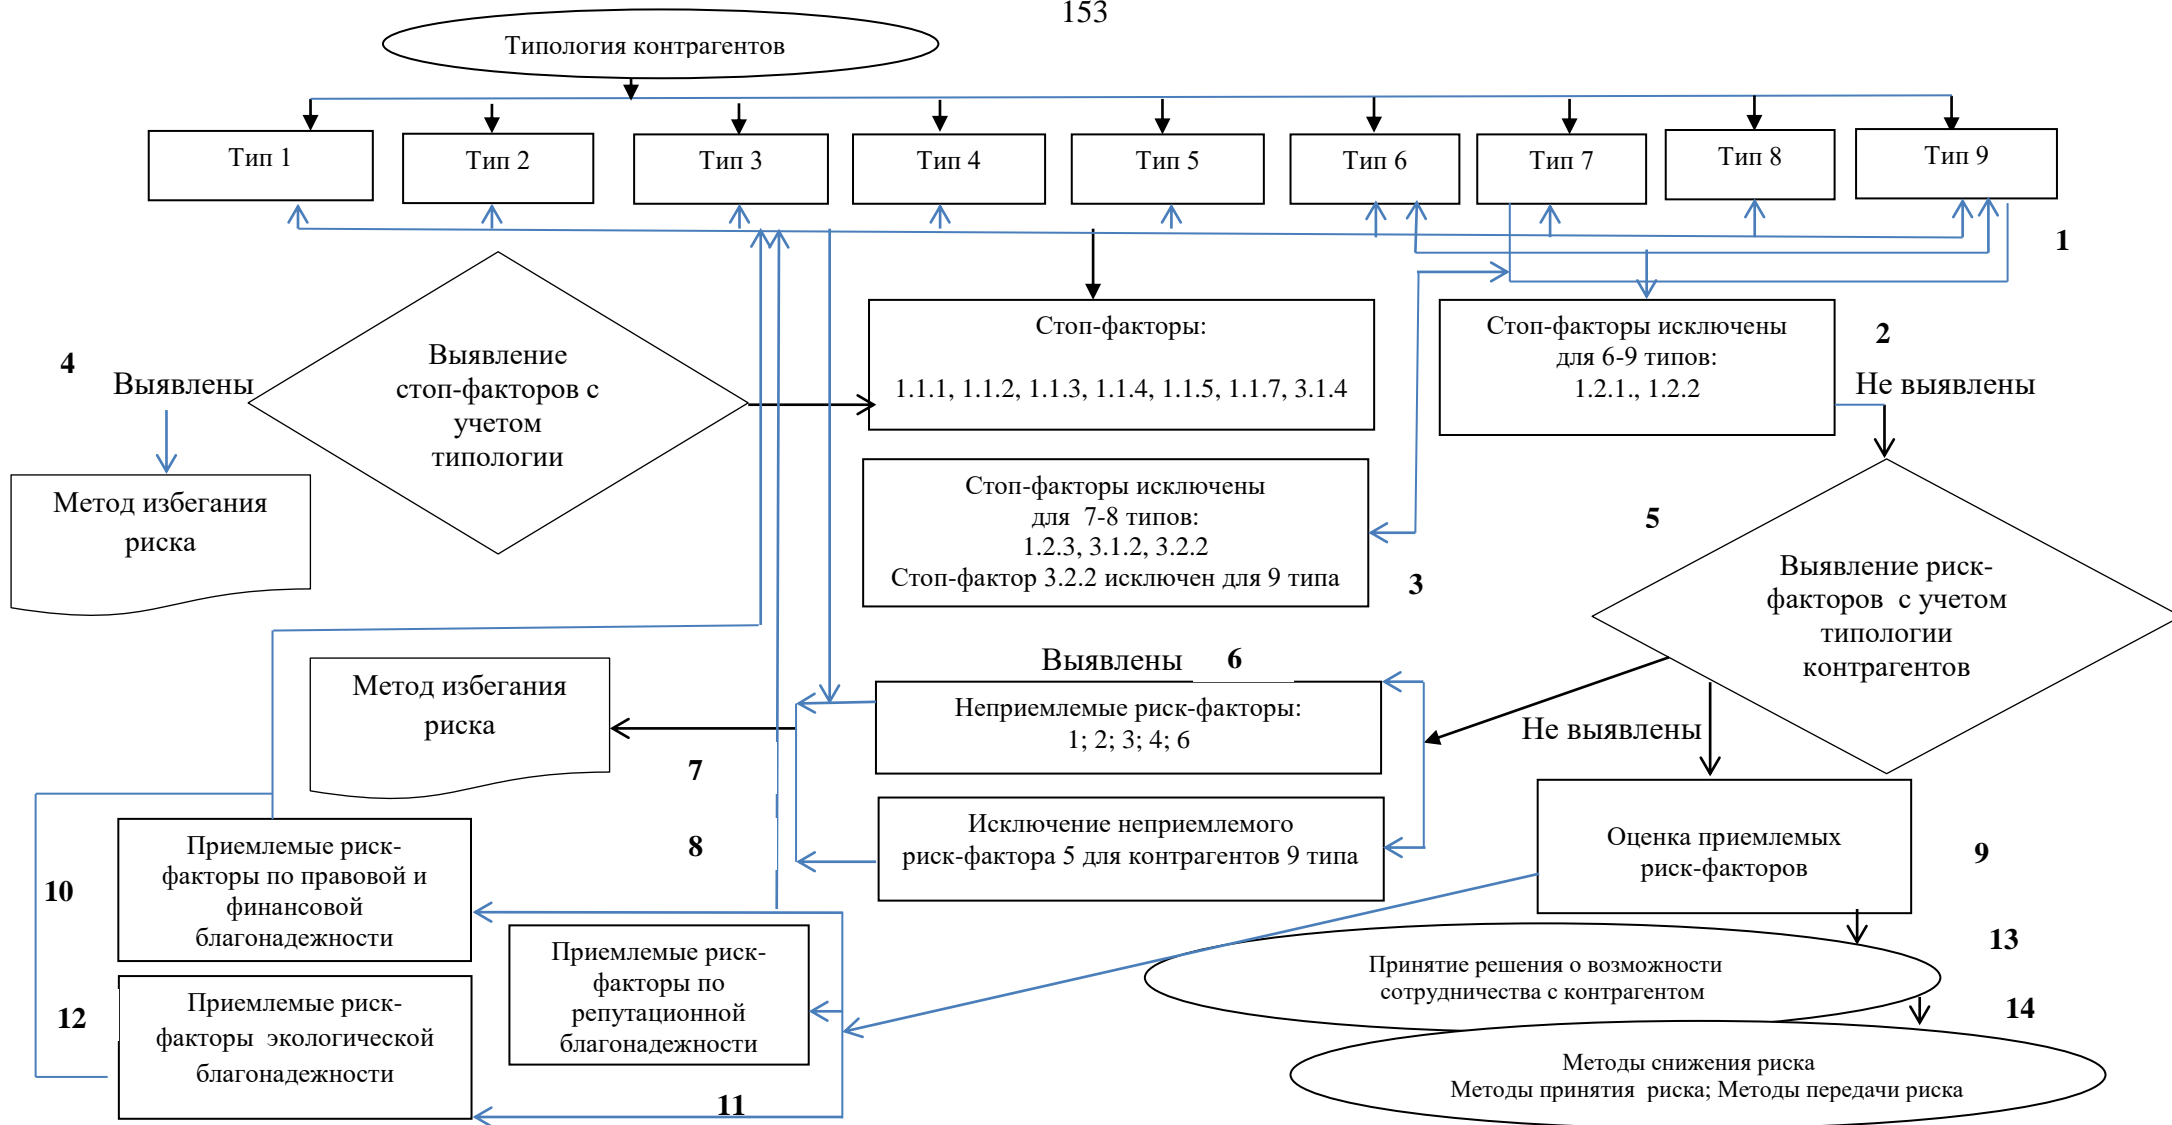 153
Типология контрагентов
Тип 1
Тип 2
Тип 3
Тип 4
Тип 5
Тип 6
Тип 7
Тип 8
Тип 9
1
Стоп-факторы:
1.1.1, 1.1.2, 1.1.3, 1.1.4, 1.1.5, 1.1.7, 3.1.4
Стоп-факторы исключены
для 6-9 типов:
1.2.1., 1.2.2
2
Не выявлены
4
Выявлены
Выявление
стоп-факторов с
учетом
типологии
Метод избегания
риска
Стоп-факторы исключены
для 7-8 типов:
1.2.3, 3.1.2, 3.2.2
Стоп-фактор 3.2.2 исключен для 9 типа
3
5
Выявление риск-
факторов с учетом
типологии
контрагентов
Выявлены
6
Метод избегания
риска
Неприемлемые риск-факторы:
1; 2; 3; 4; 6
Не выявлены
7
8
Исключение неприемлемого
риск-фактора 5 для контрагентов 9 типа
Оценка приемлемых
риск-факторов
9
10
Приемлемые риск-
факторы по правовой и
финансовой
благонадежности
Приемлемые риск-
факторы по
репутационной
благонадежности
12
Приемлемые риск-
факторы экологической
благонадежности
11
13
Принятие решения о возможности
сотрудничества с контрагентом
14
Методы снижения риска
Методы принятия риска; Методы передачи риска